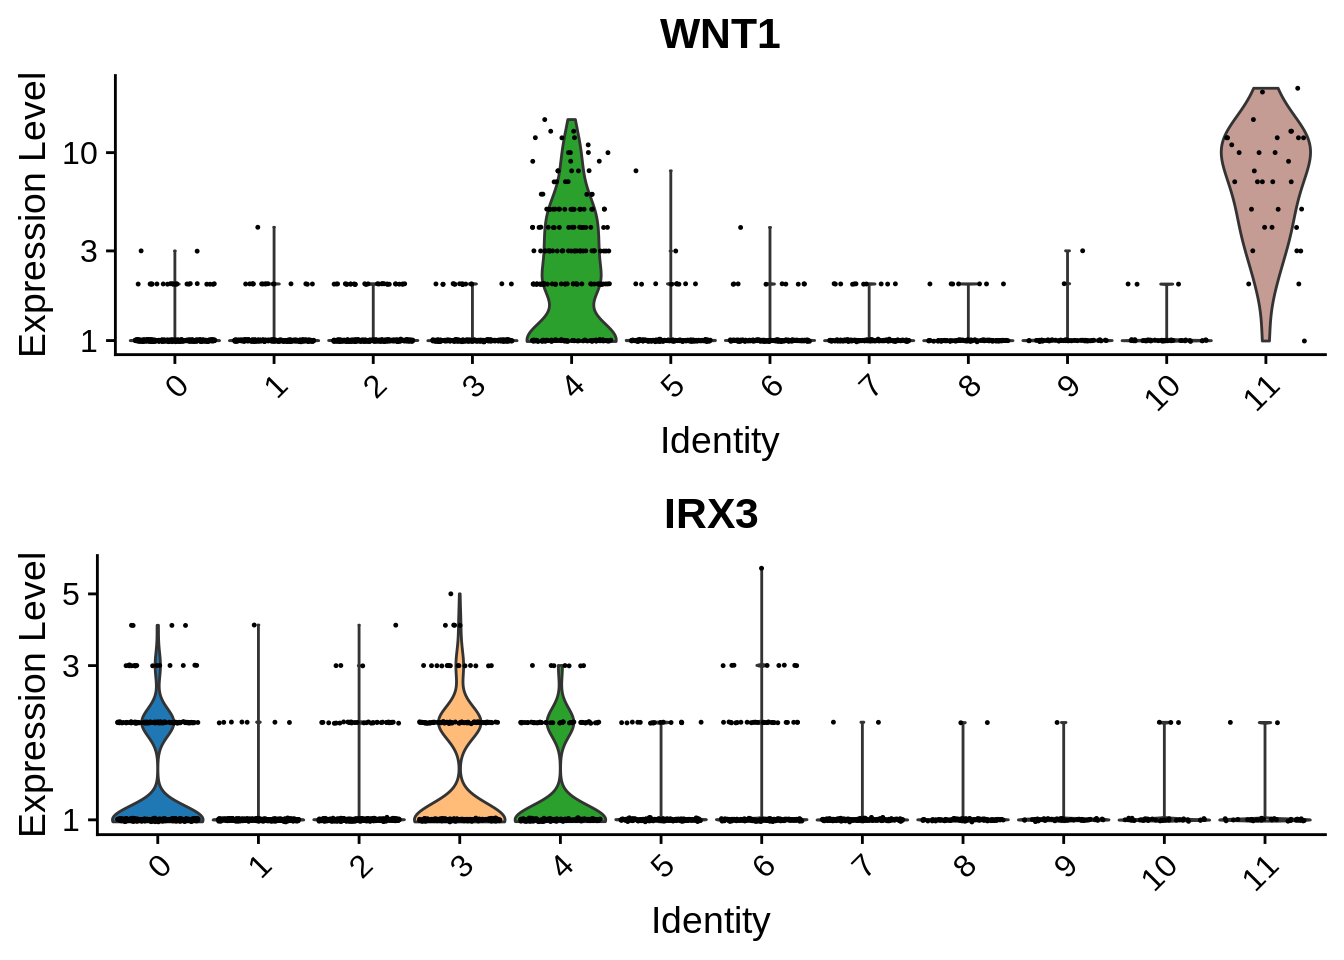 WNT1
Expression Level
10
3
1
0 1 2 3 4 5 6 7 8 9 10 11
Identity
IRX3
Expression Level
5
3
1
0 1 2 3 4 5 6 7 8 9 10 11
Identity